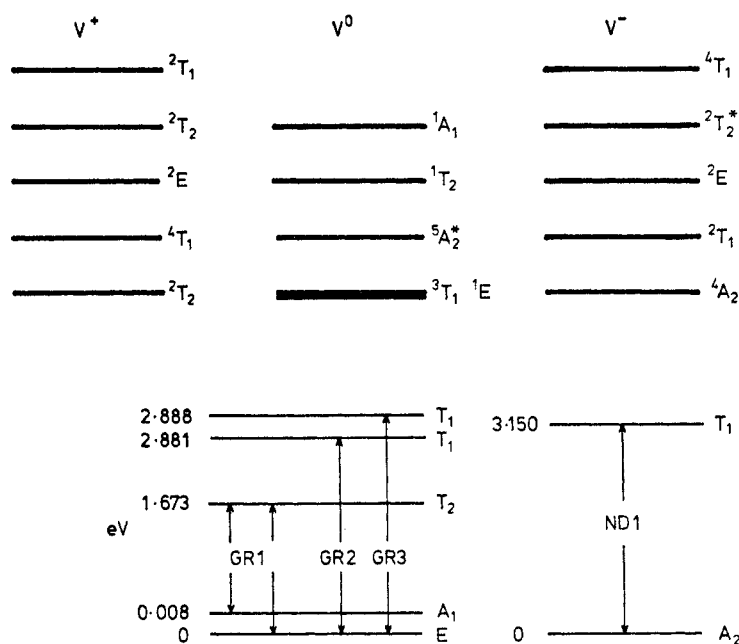 V⁺ V⁰ V⁻
²T₁ ⁴T₁
²T₂ ¹A₁ ²T₂*
²E ¹T₂ ²E
⁴T₁ ⁵A₂* ²T₁
²T₂ ³T₁ ¹E ⁴A₂
2·888 T₁ 3·150 T₁
2·881 T₁
1·673 T₂
eV
GR1 GR2 GR3 ND1
0·008 A₁
0 E 0 A₂